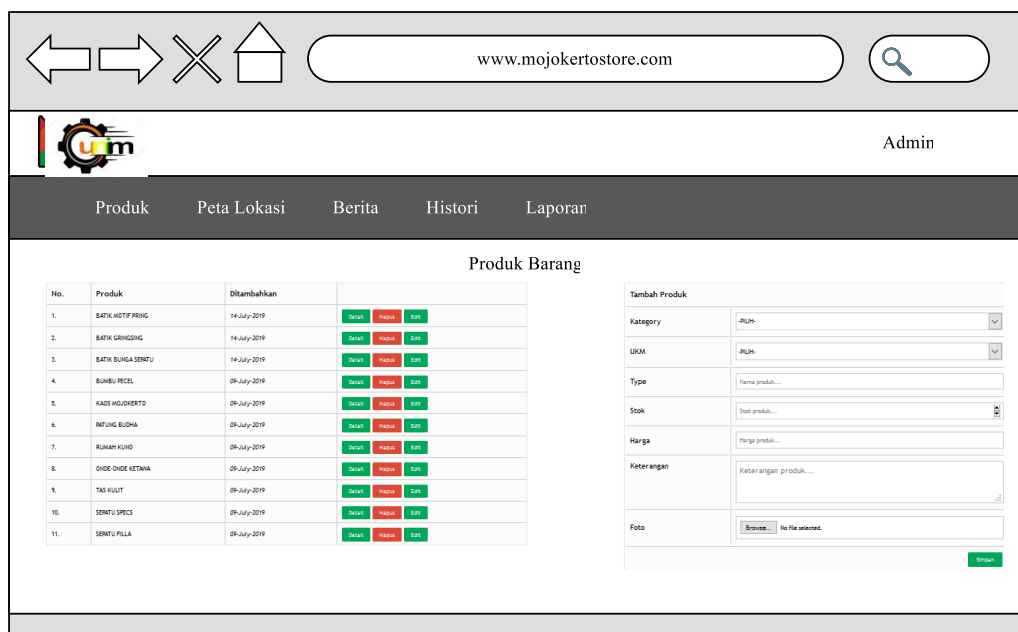 www.mojokertostore.com
Curim
Admin
Produk Peta Lokasi Berita Histori Laporan
Produk Barang
No. Produk Ditambahkan
1. BATIK MOTIF PRING 14-July-2019 Detail Hapus Edit
2. BATIK GRINGSING 14-July-2019 Detail Hapus Edit
3. BATIK BUNGA SEPATU 14-July-2019 Detail Hapus Edit
4. BUMBU PECEL 09-July-2019 Detail Hapus Edit
5. KAOS MOJOKERTO 09-July-2019 Detail Hapus Edit
6. PATUNG BUDHA 09-July-2019 Detail Hapus Edit
7. RUMAH KUNO 09-July-2019 Detail Hapus Edit
8. ONDE-ONDE KETAWA 09-July-2019 Detail Hapus Edit
9. TAS KULIT 09-July-2019 Detail Hapus Edit
10. SEPATU SPECS 09-July-2019 Detail Hapus Edit
11. SEPATU FILLA 09-July-2019 Detail Hapus Edit
Tambah Produk
Kategory -PILIH-
UKM -PILIH-
Type Nama produk...
Stok Stok produk...
Harga Harga produk...
Keterangan Keterangan produk...
Foto Browse... No file selected.
Simpan